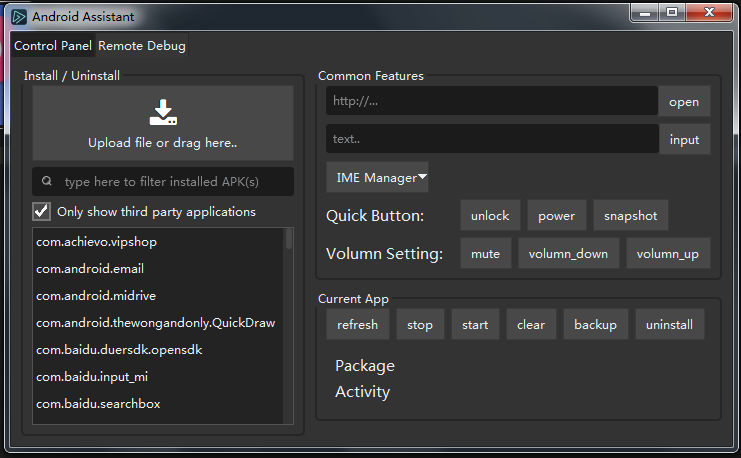 Android Assistant
Control Panel Remote Debug
Install / Uninstall
Upload file or drag here..
type here to filter installed APK(s)
Only show third party applications
com.achievo.vipshop
com.android.email
com.android.midrive
com.android.thewongandonly.QuickDraw
com.baidu.duersdk.opensdk
com.baidu.input_mi
com.baidu.searchbox
Common Features
http://... open
text.. input
IME Manager
Quick Button: unlock power snapshot
Volumn Setting: mute volumn_down volumn_up
Current App
refresh stop start clear backup uninstall
Package
Activity